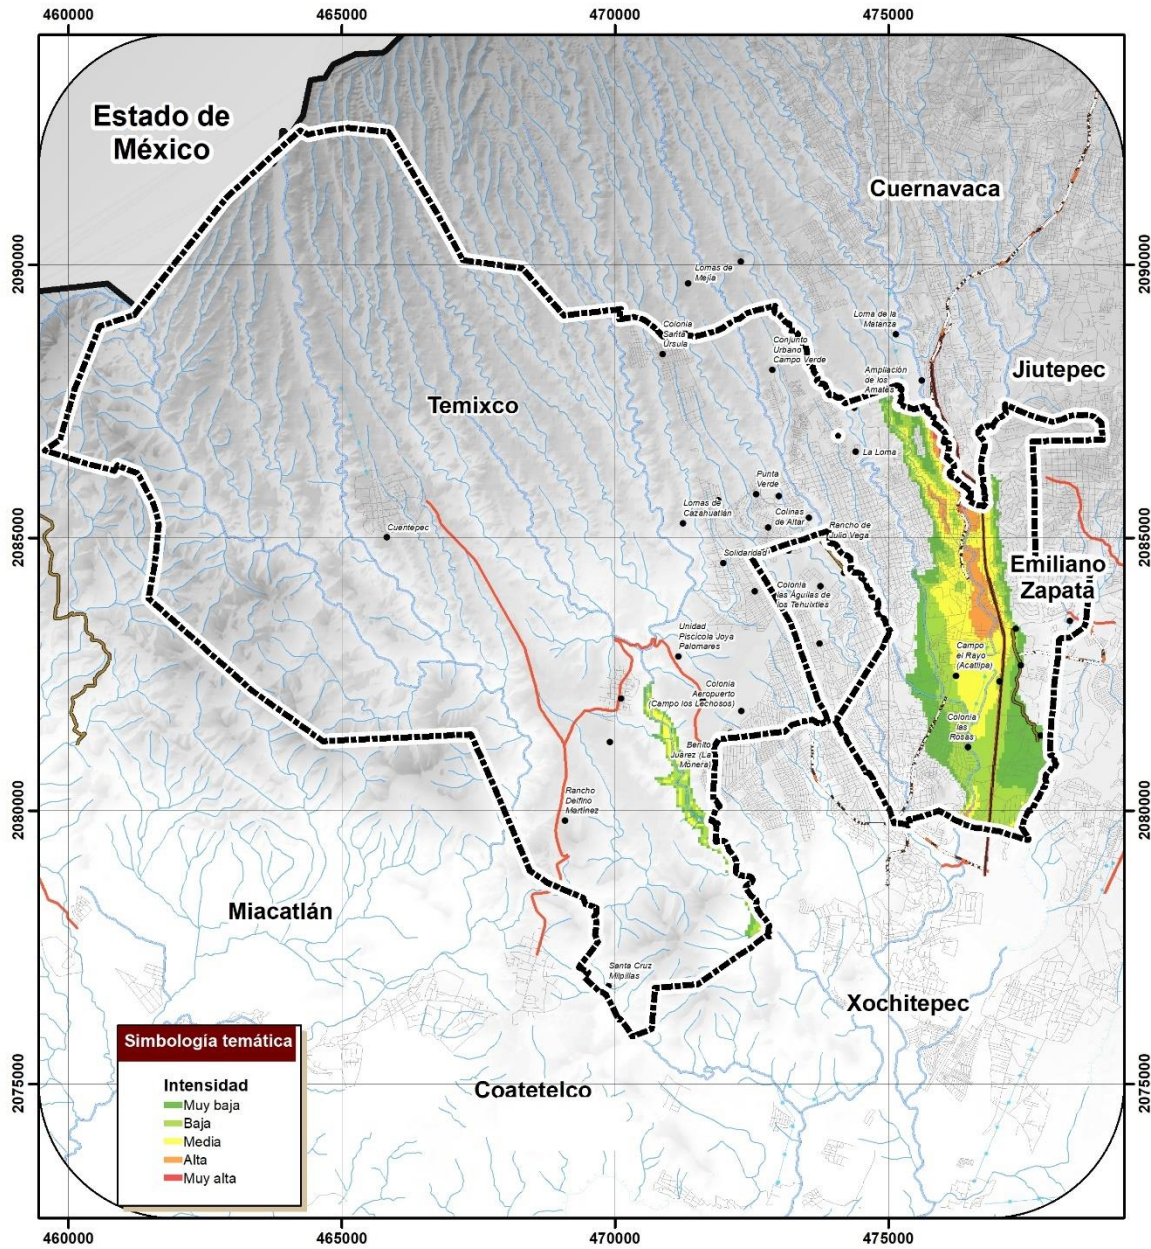 460000
465000
470000
475000
Estado de
México
Cuernavaca
2090000
2090000
Lomas de
Mejía
Loma de la
Matanza
Colonia
Santa
Úrsula
Conjunto
Urbano
Campo Verde
Jiutepec
Ampliación
de los
Amates
Temixco
La Loma
Punta
Verde
Lomas de
Cazahuatlán
Colinas
de Altar
Rancho de
Julio Vega
Cuentepec
2085000
2085000
Solidaridad
Emiliano
Zapata
Colonia
las Águilas de
los Tehuixtles
Unidad
Piscicola Joya
Palomares
Campo
el Rayo
(Acatlipa)
Colonia
Aeropuerto
(Campo los Lechosos)
Colonia
las
Rosas
Benito
Juárez (La
Monera)
Rancho
Delfino
Martínez
2080000
2080000
Miacatlán
Santa Cruz
Milpillas
Xochitepec
Simbología temática
Intensidad
Muy baja
Baja
Media
Alta
Muy alta
Coatetelco
2075000
2075000
460000
465000
470000
475000